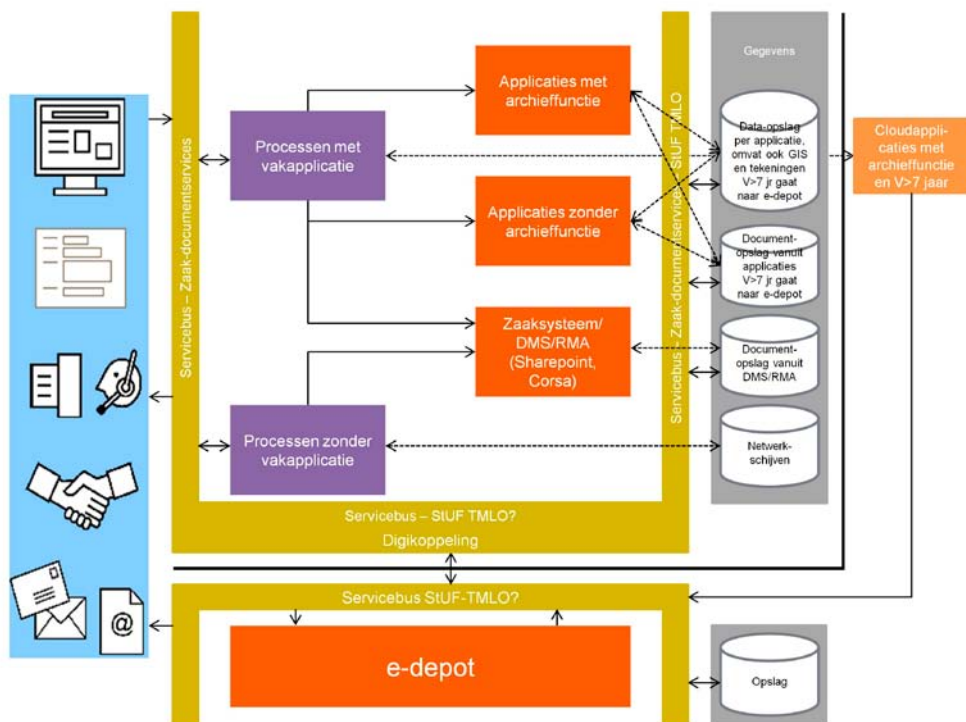 Gegevens
Applicaties met
archieffunctie
Processen met
vakapplicatie
Data-opslag
per applicatie,
omvat ook GIS
en tekeningen
V>7 jr gaat
naar e-depot
Cloudappli-
caties met
archieffunctie
en V>7 jaar
Applicaties zonder
archieffunctie
Document-
opslag vanuit
applicaties
V>7 jr gaat
naar e-depot
Zaaksysteem/
DMS/RMA
(Sharepoint,
Corsa)
Document-
opslag vanuit
DMS/RMA
Processen zonder
vakapplicatie
Netwerk-
schijven
Servicebus – Zaak-documentservices
Servicebus – Zaak-documentservices – StUF TMLO
Servicebus – StUF TMLO?
Digikoppeling
Servicebus StUF-TMLO?
e-depot
Opslag
@